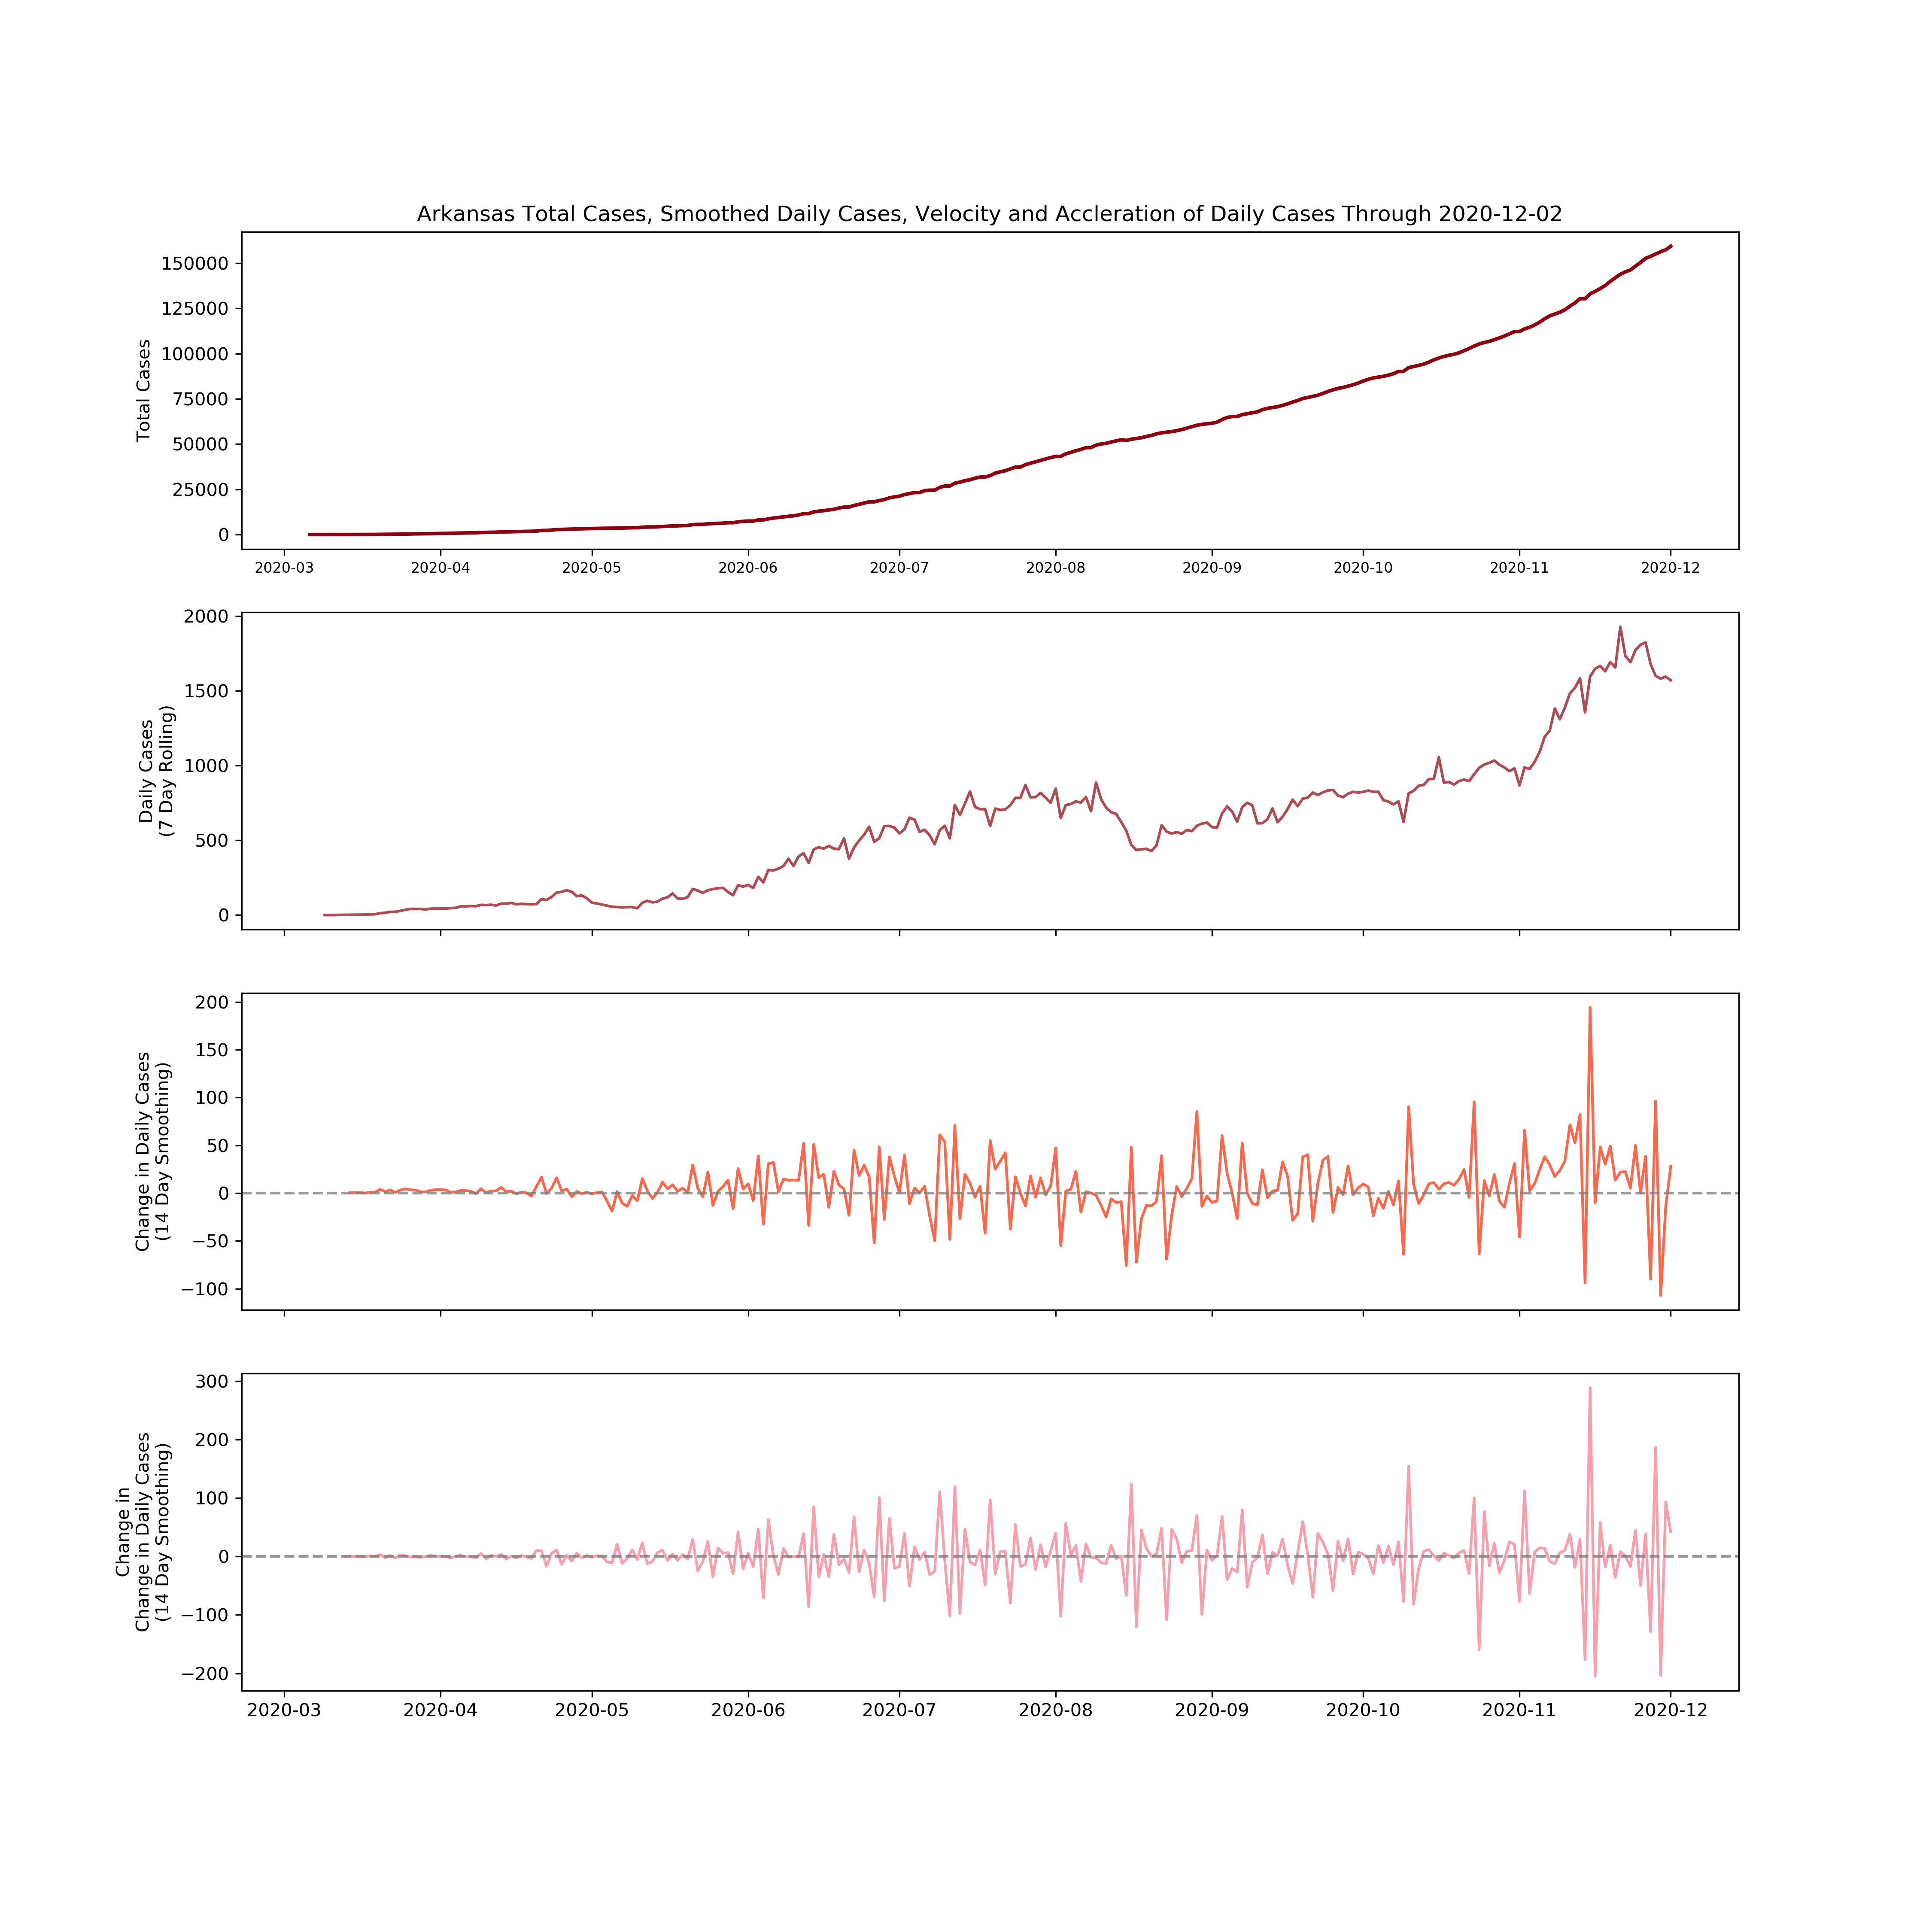 Arkansas Total Cases, Smoothed Daily Cases, Velocity and Accleration of Daily Cases Through 2020-12-02
Total Cases
150000
125000
100000
75000
50000
25000
0
2020-03 2020-04 2020-05 2020-06 2020-07 2020-08 2020-09 2020-10 2020-11 2020-12
Daily Cases
(7 Day Rolling)
2000
1500
1000
500
0
Change in Daily Cases
(14 Day Smoothing)
200
150
100
50
0
−50
−100
Change in
Change in Daily Cases
(14 Day Smoothing)
300
200
100
0
−100
−200
2020-03 2020-04 2020-05 2020-06 2020-07 2020-08 2020-09 2020-10 2020-11 2020-12